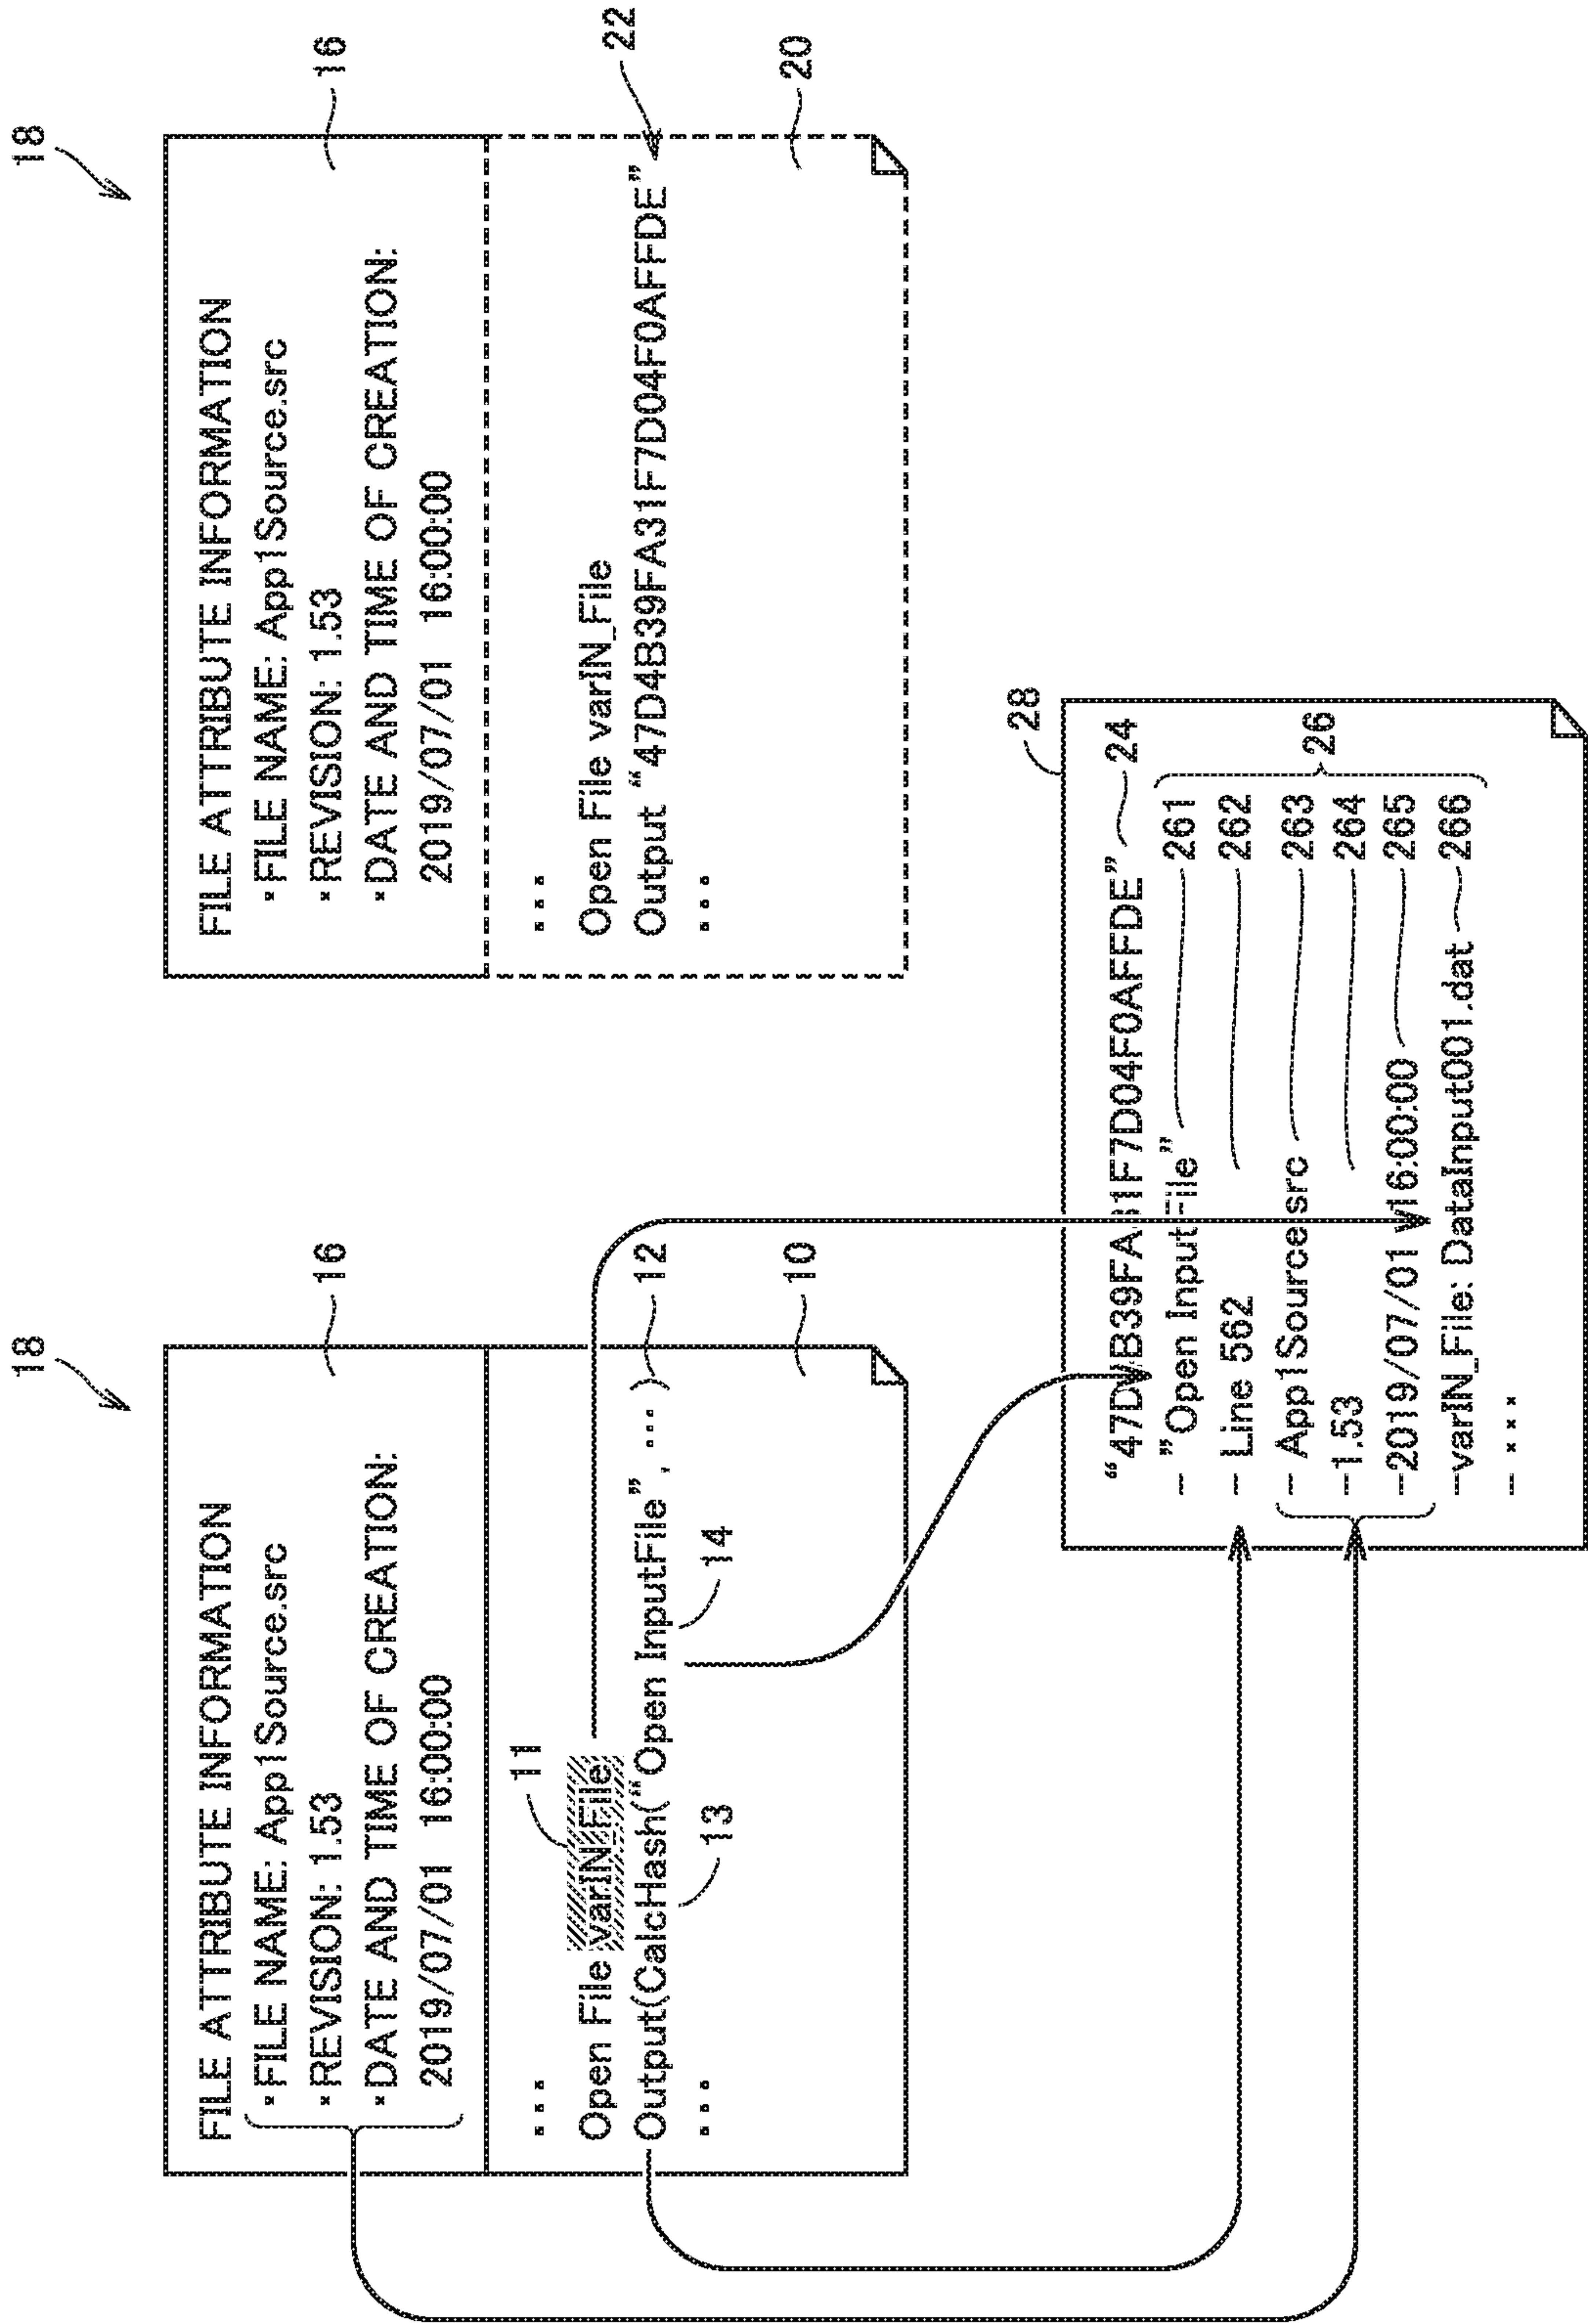 18
16
FILE ATTRIBUTE INFORMATION
・FILE NAME: App1Source.src
・REVISION: 1.53
・DATE AND TIME OF CREATION:
2019/07/01 16:00:00
...
11
Open File varIN_File
Output(CalcHash(“Open InputFile”, ... )
12
...
13
14
10
18
16
FILE ATTRIBUTE INFORMATION
・FILE NAME: App1Source.src
・REVISION: 1.53
・DATE AND TIME OF CREATION:
2019/07/01 16:00:00
...
Open File varIN_File
22
Output “47D4B39FA31F7D04F0AFFDE”
...
20
28
24
- ”Open Input File” 261
- Line 562 262
- App1Source.src 263
-1.53 264
-2019/07/01 16:00:00 265
-varIN_File: DataInput001.dat 266
- ...
26